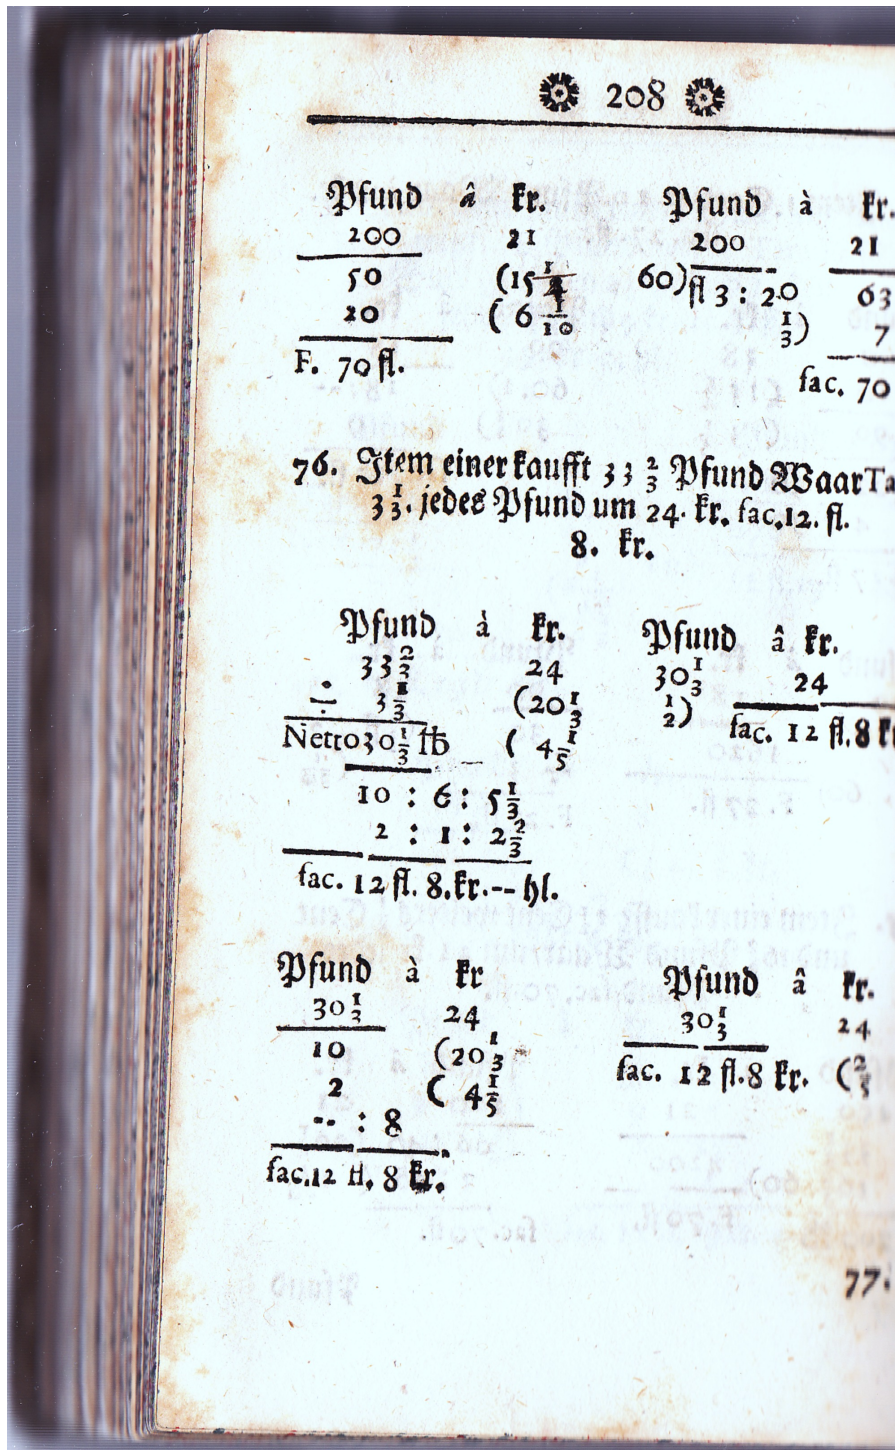 208
Pfund â kr. Pfund à kr.
200 21 200 21
50 (15 60) fl 3 : 20 63
20 ( 6 1/10 1/3) 7
F. 70 fl. fac. 70
76. Item einer kaufft 33 2/3 Pfund Waar Ta
3 1/3. jedes Pfund um 24. kr. fac. 12. fl.
8. kr.
Pfund à kr. Pfund â kr.
33 2/3 24 30 1/3 24
÷ 3 1/3 (20 1/3 1/2) fac. 12 fl. 8 kr
Netto 30 1/3 ℔ ( 4 1/5
10 : 6 : 5 1/3
2 : 1 : 2 2/3
fac. 12 fl. 8. kr. -- hl.
Pfund à kr Pfund â kr.
30 1/3 24 30 1/3 24
10 (20 1/3 fac. 12 fl. 8 kr. (2/5
2 ( 4 1/5
-- : 8
fac. 12 fl. 8 kr.
77.